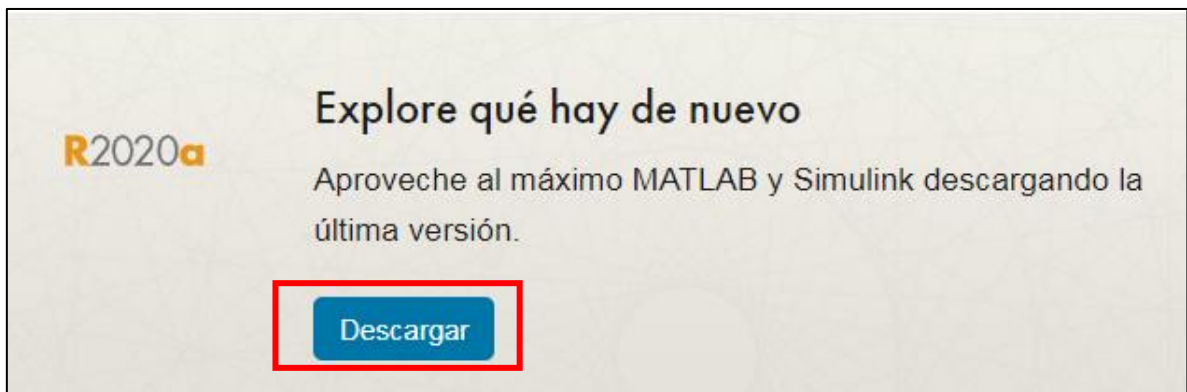 Explore qué hay de nuevo
R2020a
Aproveche al máximo MATLAB y Simulink descargando la
última versión.
Descargar